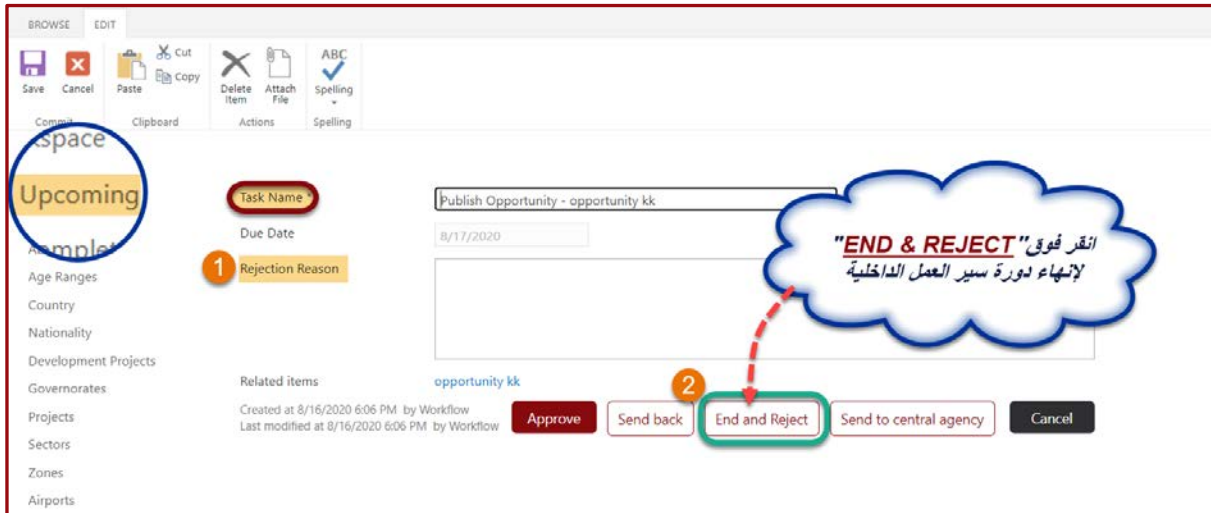 BROWSE EDIT
Save
Cancel
Paste
Cut
Copy
Delete Item
Attach File
ABC
Spelling
Commit
Clipboard
Actions
Spelling
Upcoming
Age Ranges
Country
Nationality
Development Projects
Governorates
Projects
Sectors
Zones
Airports
Task Name *
Publish Opportunity - opportunity kk
Due Date
8/17/2020
1
Rejection Reason
انقر فوق "END & REJECT"
لإنهاء دورة سير العمل الداخلية
Related items
opportunity kk
2
Created at 8/16/2020 6:06 PM by Workflow
Last modified at 8/16/2020 6:06 PM by Workflow
Approve
Send back
End and Reject
Send to central agency
Cancel